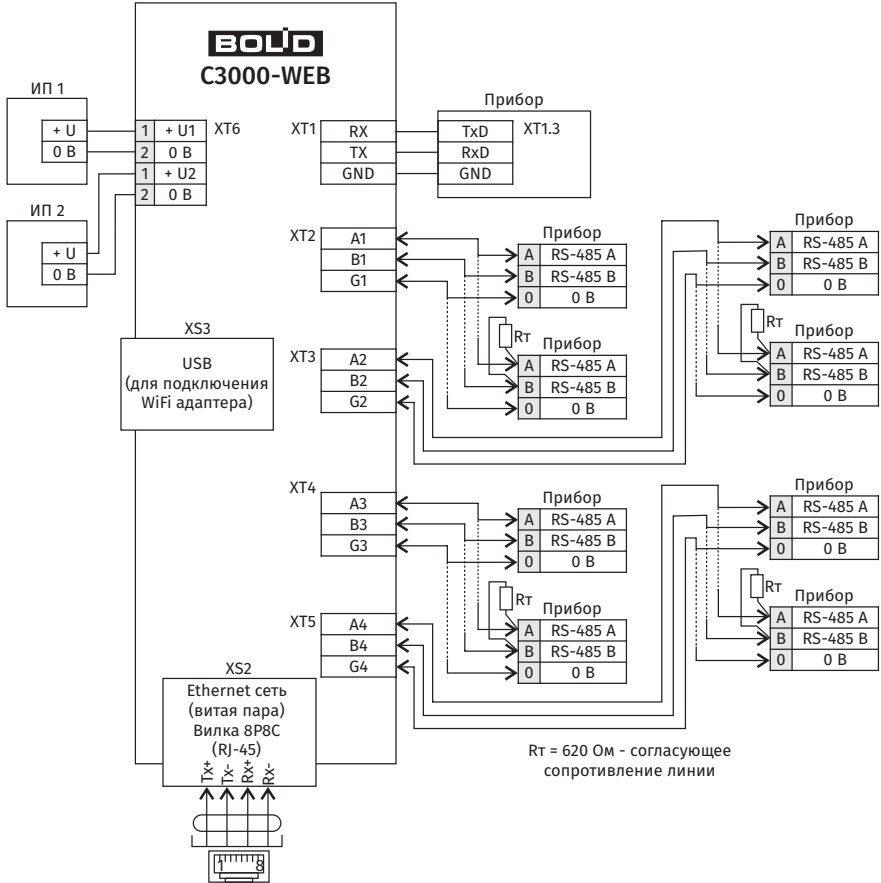 BOLID
С3000-WEB
ИП 1
+ U
0 В
ИП 2
+ U
0 В
1 + U1
2 0 В
1 + U2
2 0 В
XT6
XT1
RX
TX
GND
Прибор
TxD
RxD
GND
XT1.3
XT2
A1
B1
G1
Прибор
A RS-485 A
B RS-485 B
0 0 В
Rт
Прибор
A RS-485 A
B RS-485 B
0 0 В
Прибор
A RS-485 A
B RS-485 B
0 0 В
Rт
Прибор
A RS-485 A
B RS-485 B
0 0 В
XS3
USB
(для подключения
WiFi адаптера)
XT3
A2
B2
G2
XT4
A3
B3
G3
Прибор
A RS-485 A
B RS-485 B
0 0 В
Rт
Прибор
A RS-485 A
B RS-485 B
0 0 В
Прибор
A RS-485 A
B RS-485 B
0 0 В
Rт
Прибор
A RS-485 A
B RS-485 B
0 0 В
XT5
A4
B4
G4
XS2
Ethernet сеть
(витая пара)
Вилка 8P8C
(RJ-45)
Tx+
Tx-
Rx+
Rx-
1 8
Rт = 620 Ом - согласующее
сопротивление линии